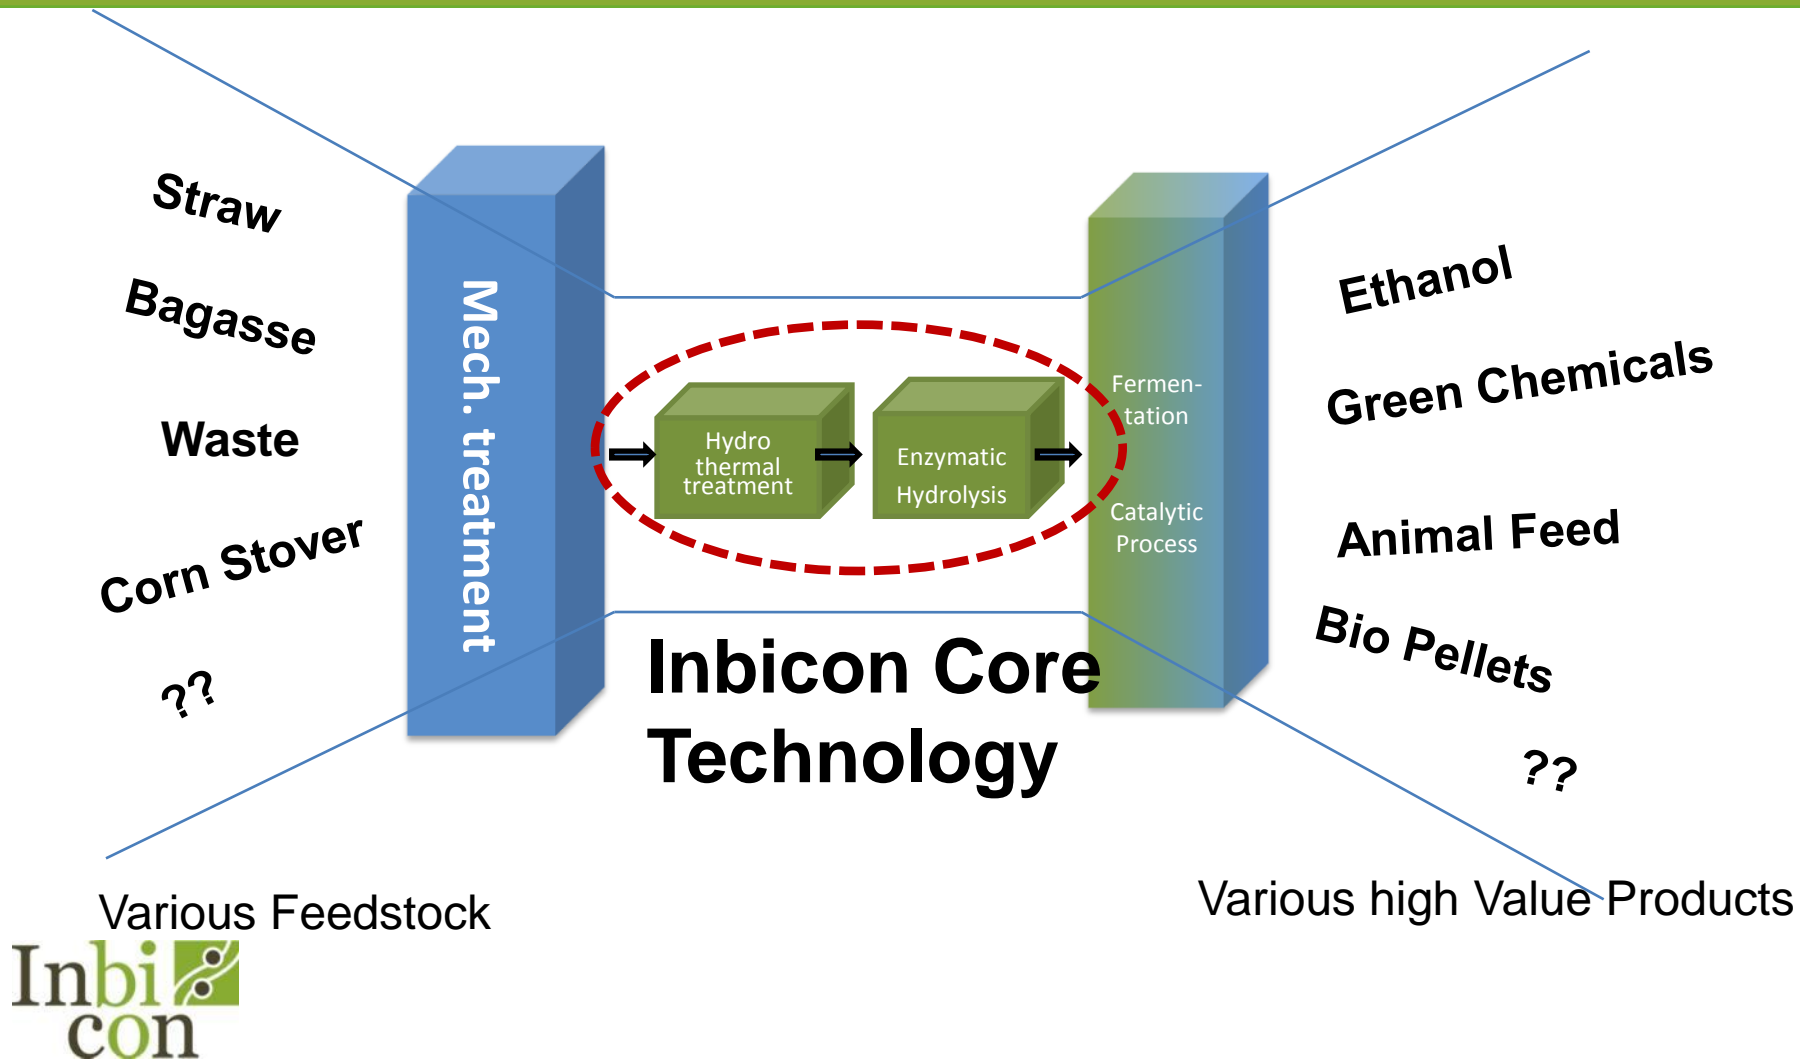 Straw
Bagasse
Waste
Corn Stover
??
Mech. treatment
Hydro
thermal
treatment
Enzymatic
Hydrolysis
Fermen-
tation
Catalytic
Process
Ethanol
Green Chemicals
Animal Feed
Bio Pellets
??
Inbicon Core
Technology
Various Feedstock
Various high Value Products
Inbi
con